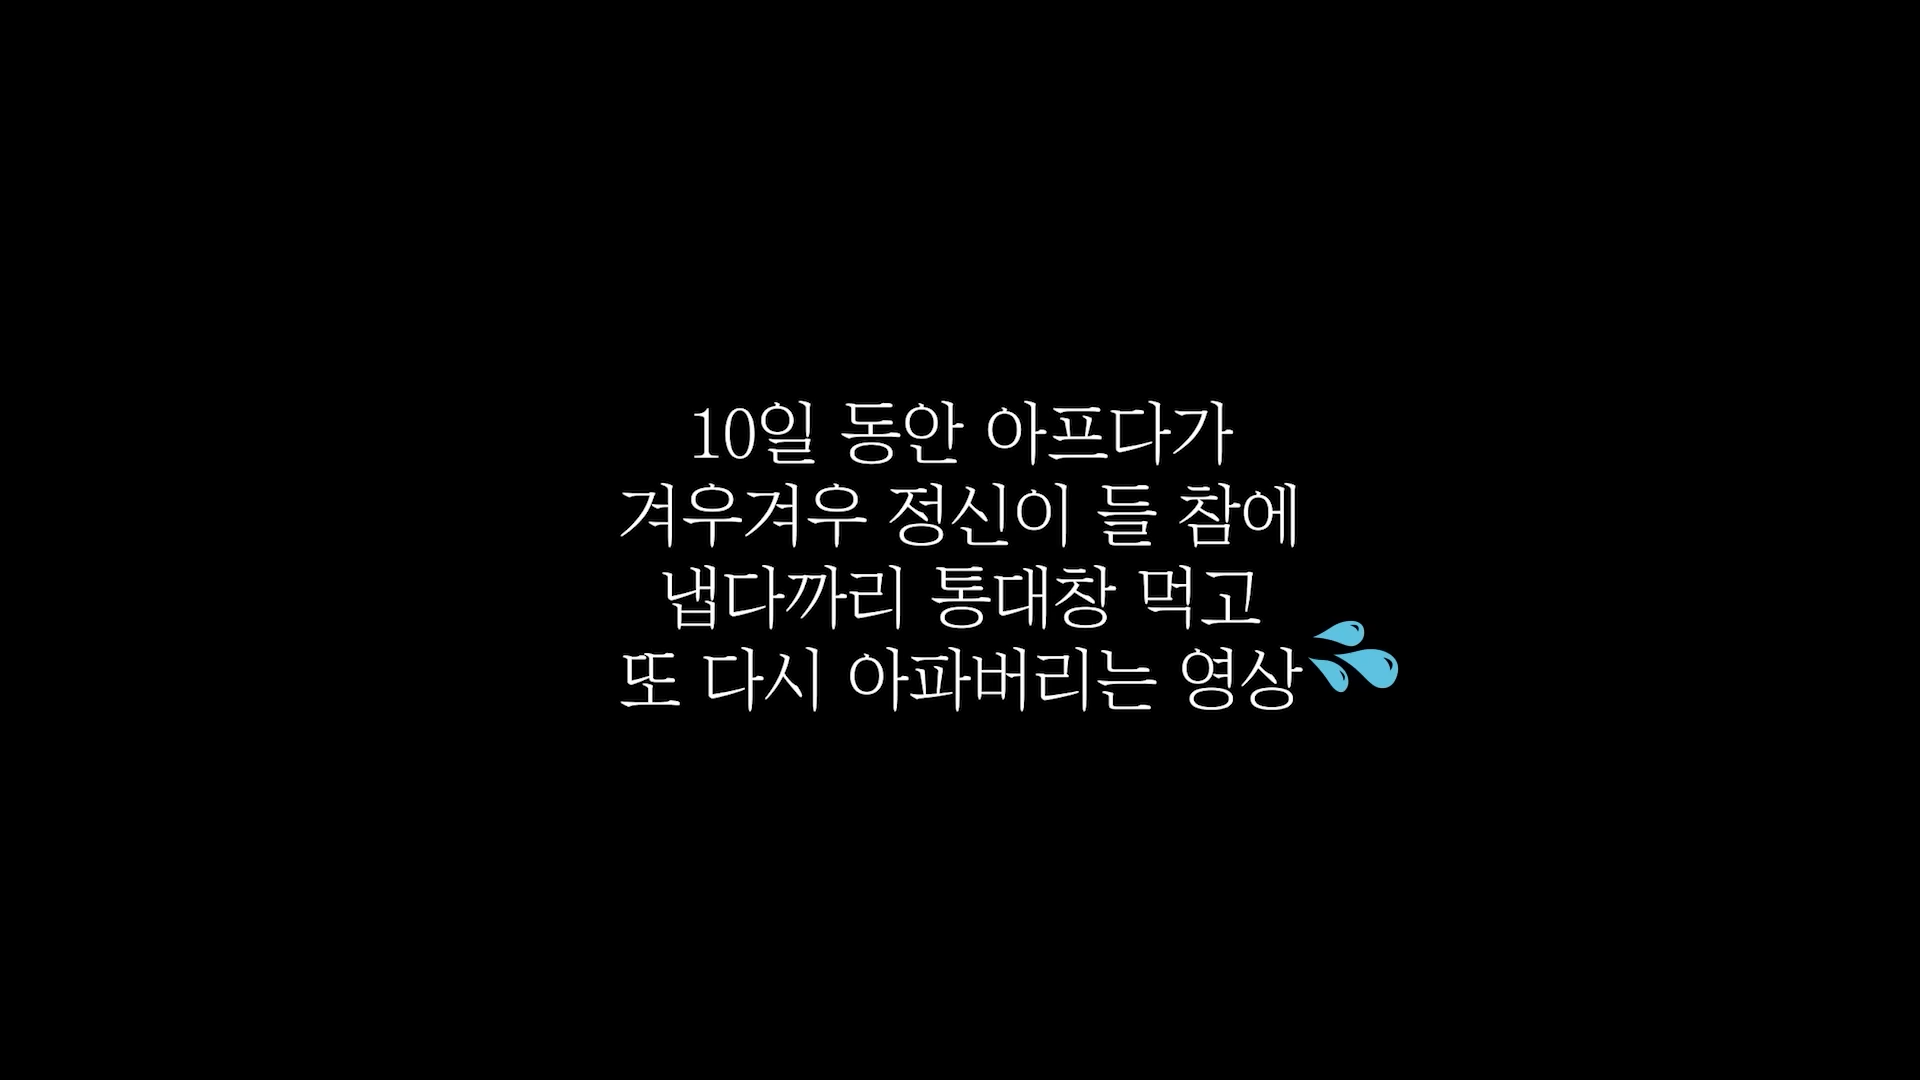 10일 동안 아프다가
겨우겨우 정신이 들 참에
냅다까리 통대창 먹고
또 다시 아파버리는 영상💦